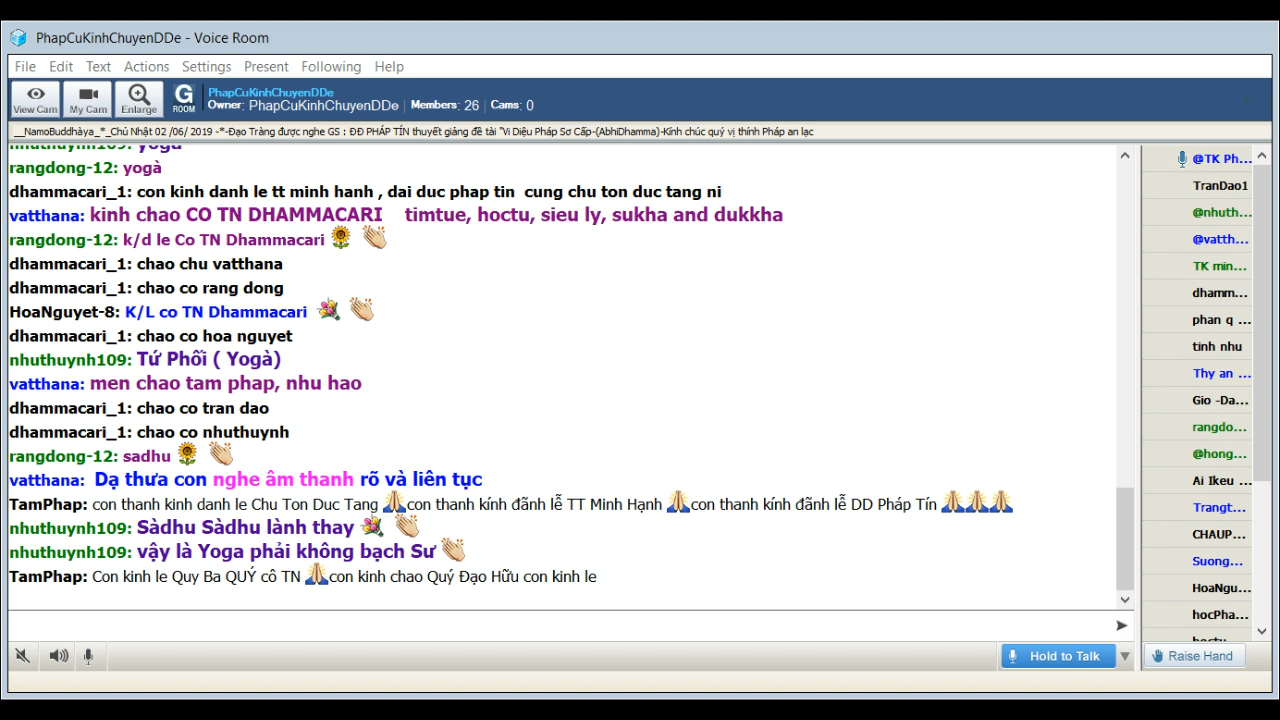 PhapCuKinhChuyenDDe - Voice Room
File Edit Text Actions Settings Present Following Help
View Cam My Cam Enlarge G ROOM PhapCuKinhChuyenDDe
Owner: PhapCuKinhChuyenDDe | Members: 26 | Cams: 0
__NamoBuddhàya_*_Chủ Nhật 02 /06/ 2019 -*-Đạo Tràng được nghe GS : ĐĐ PHÁP TÍN thuyết giảng đề tài "Vi Diệu Pháp Sơ Cấp-(AbhiDhamma)-Kính chúc quý vị thính Pháp an lạc
nhuthuynh109: yoga
rangdong-12: yogà
dhammacari_1: con kinh danh le tt minh hanh , dai duc phap tin cung chu ton duc tang ni
vatthana: kinh chao CO TN DHAMMACARI timtue, hoctu, sieu ly, sukha and dukkha
rangdong-12: k/d le Co TN Dhammacari 🌻 👏
dhammacari_1: chao chu vatthana
dhammacari_1: chao co rang dong
HoaNguyet-8: K/L co TN Dhammacari 💐 👏
dhammacari_1: chao co hoa nguyet
nhuthuynh109: Tứ Phối ( Yogà)
vatthana: men chao tam phap, nhu hao
dhammacari_1: chao co tran dao
dhammacari_1: chao co nhuthuynh
rangdong-12: sadhu 🌻 👏
vatthana: Dạ thưa con nghe âm thanh rõ và liên tục
TamPhap: con thanh kinh danh le Chu Ton Duc Tang 🙏con thanh kính đãnh lễ TT Minh Hạnh 🙏con thanh kính đãnh lễ DD Pháp Tín 🙏🙏🙏
nhuthuynh109: Sàdhu Sàdhu lành thay 💐 👏
nhuthuynh109: vậy là Yoga phải không bạch Sư 👏
TamPhap: Con kinh le Quy Ba QUÝ cô TN 🙏con kinh chao Quý Đạo Hữu con kinh le
@TK Ph...
TranDao1
@nhuth...
@vatth...
TK min...
dhamm...
phan q ...
tinh nhu
Thy an ...
Gio -Da...
rangdo...
@hong...
Ai Ikeu ...
Trangt...
CHAUP...
Suong...
HoaNgu...
hocPha...
hoctu
Hold to Talk
Raise Hand